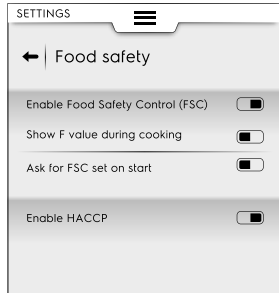 SETTINGS
Food safety
Enable Food Safety Control (FSC)
Show F value during cooking
Ask for FSC set on start
Enable HACCP